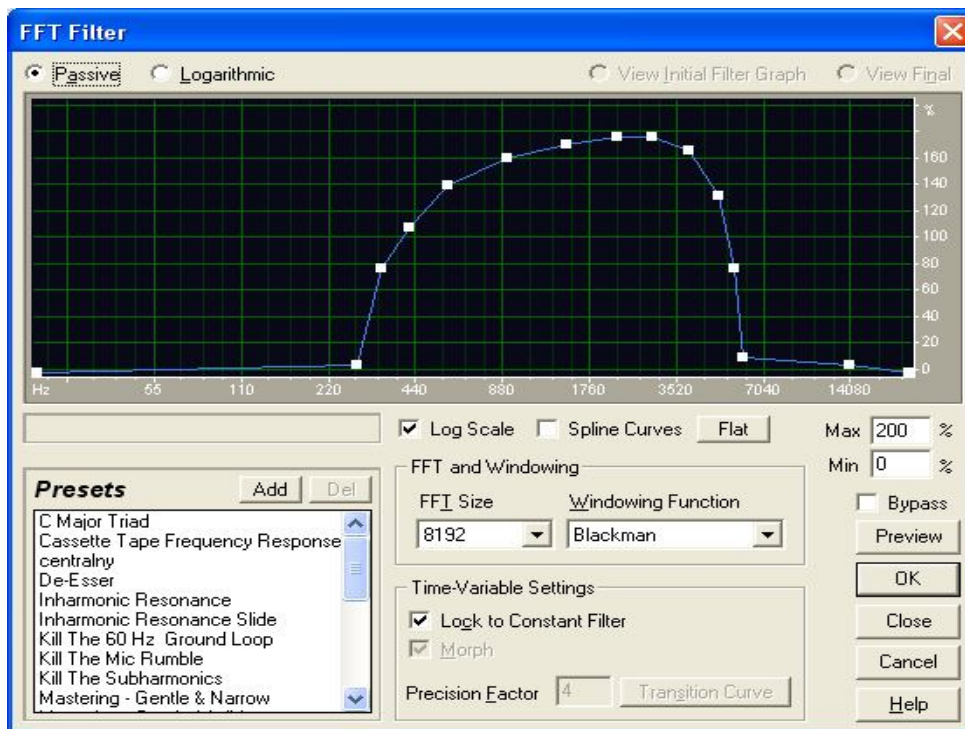 FFT Filter
Passive Logarithmic View Initial Filter Graph View Final
%
160
140
120
100
80
60
40
20
0
Hz 55 110 220 440 880 1760 3520 7040 14080
Log Scale Spline Curves Flat Max 200 %
Min 0 %
Presets Add Del
C Major Triad
Cassette Tape Frequency Response
centralny
De-Esser
Inharmonic Resonance
Inharmonic Resonance Slide
Kill The 60 Hz Ground Loop
Kill The Mic Rumble
Kill The Subharmonics
Mastering - Gentle & Narrow
FFT and Windowing
FFT Size Windowing Function
8192 Blackman
Time-Variable Settings
Lock to Constant Filter
Morph
Precision Factor 4 Transition Curve
Bypass
Preview
OK
Close
Cancel
Help